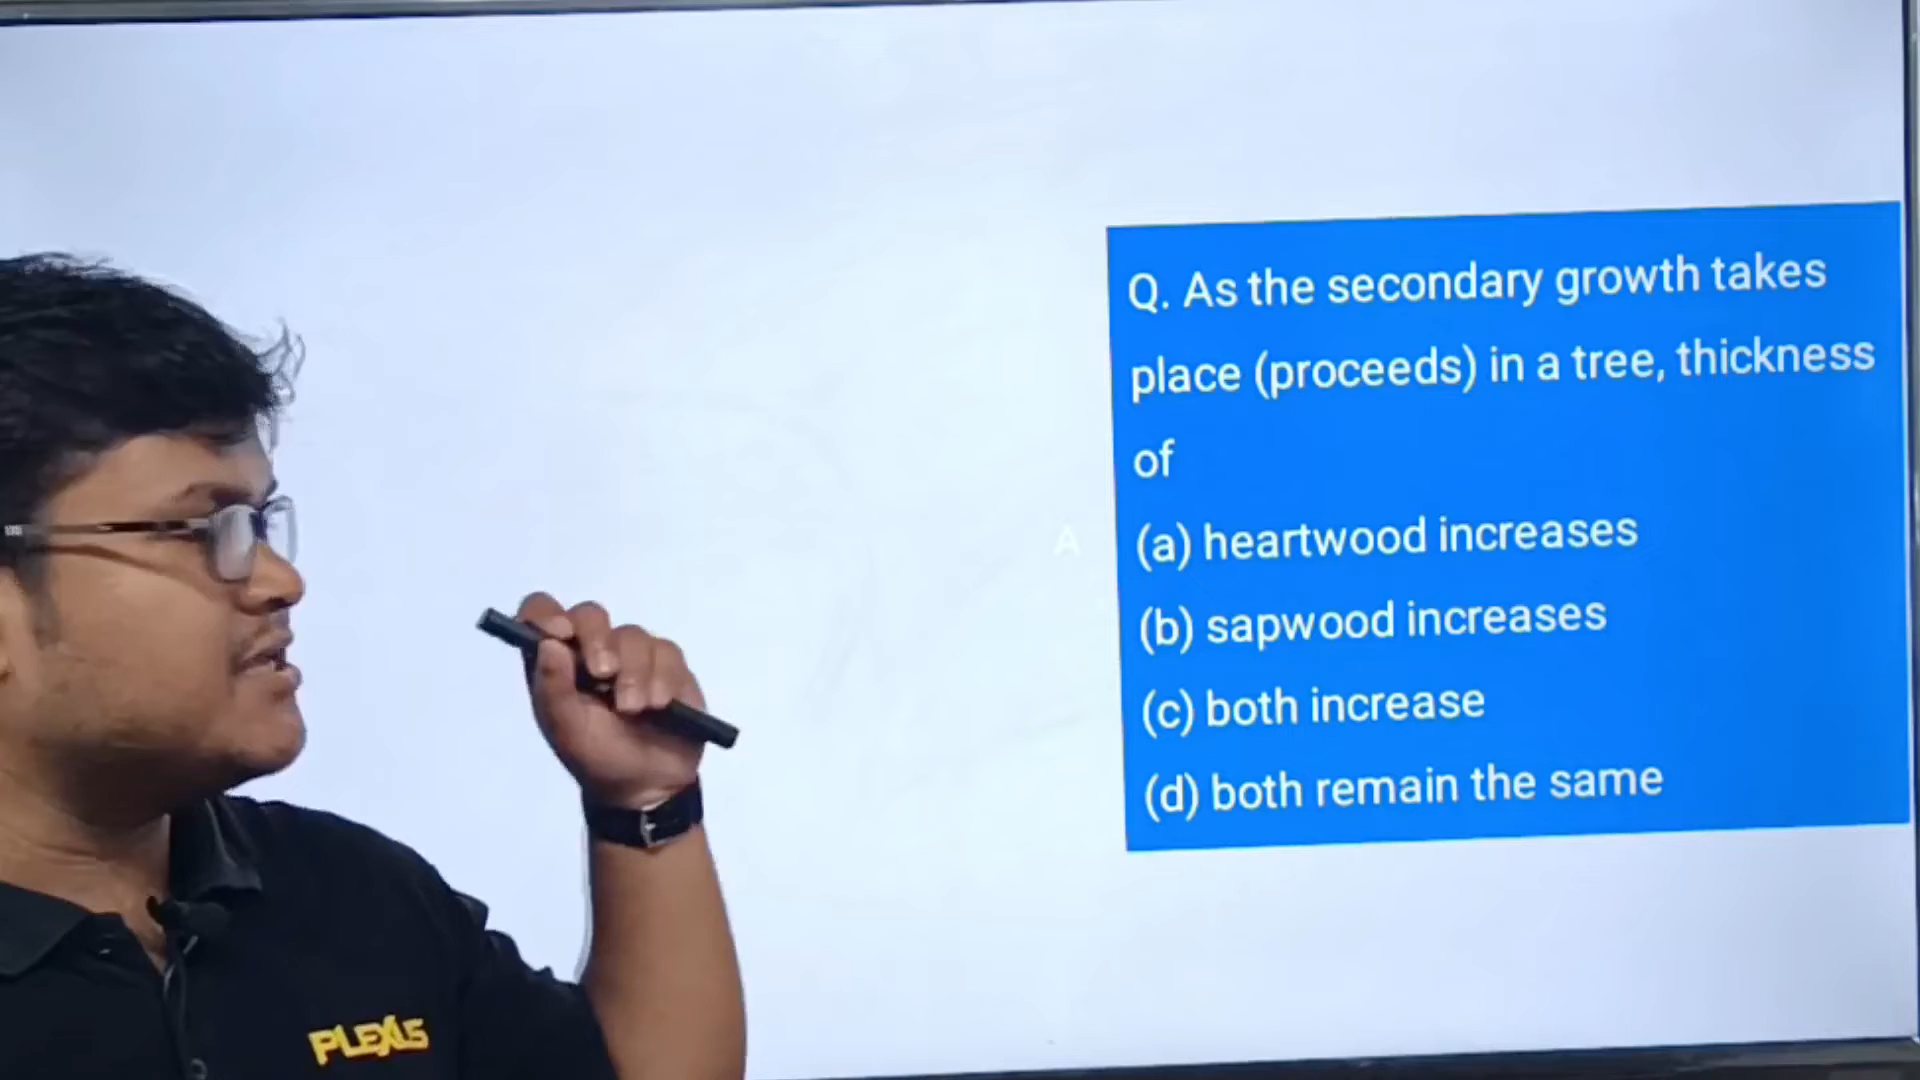 Q. As the secondary growth takes
place (proceeds) in a tree, thickness
of
A
(a) heartwood increases
(b) sapwood increases
(c) both increase
(d) both remain the same
PLEXUS